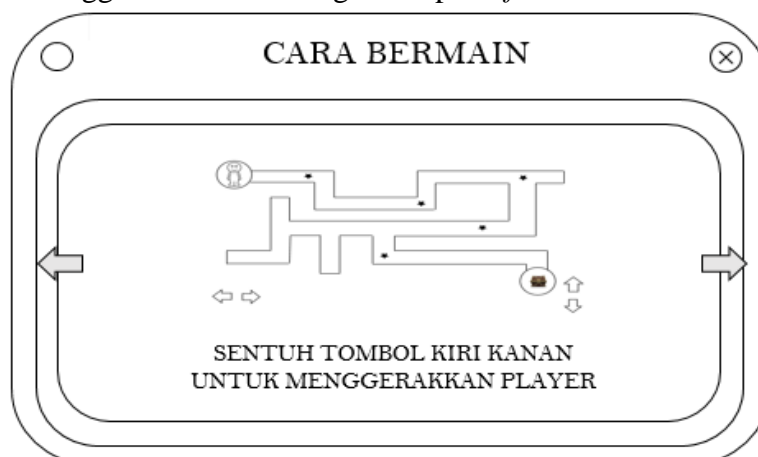 CARA BERMAIN
SENTUH TOMBOL KIRI KANAN
UNTUK MENGGERAKKAN PLAYER